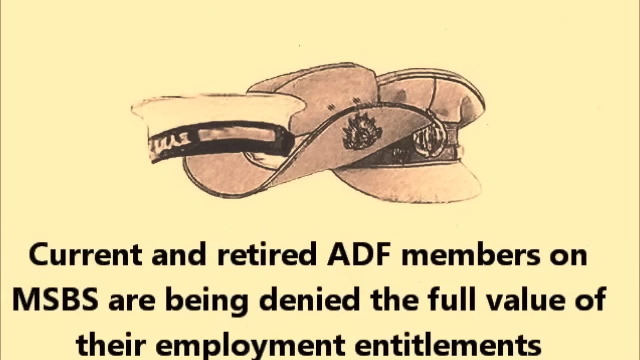 Current and retired ADF members on
MSBS are being denied the full value of
their employment entitlements